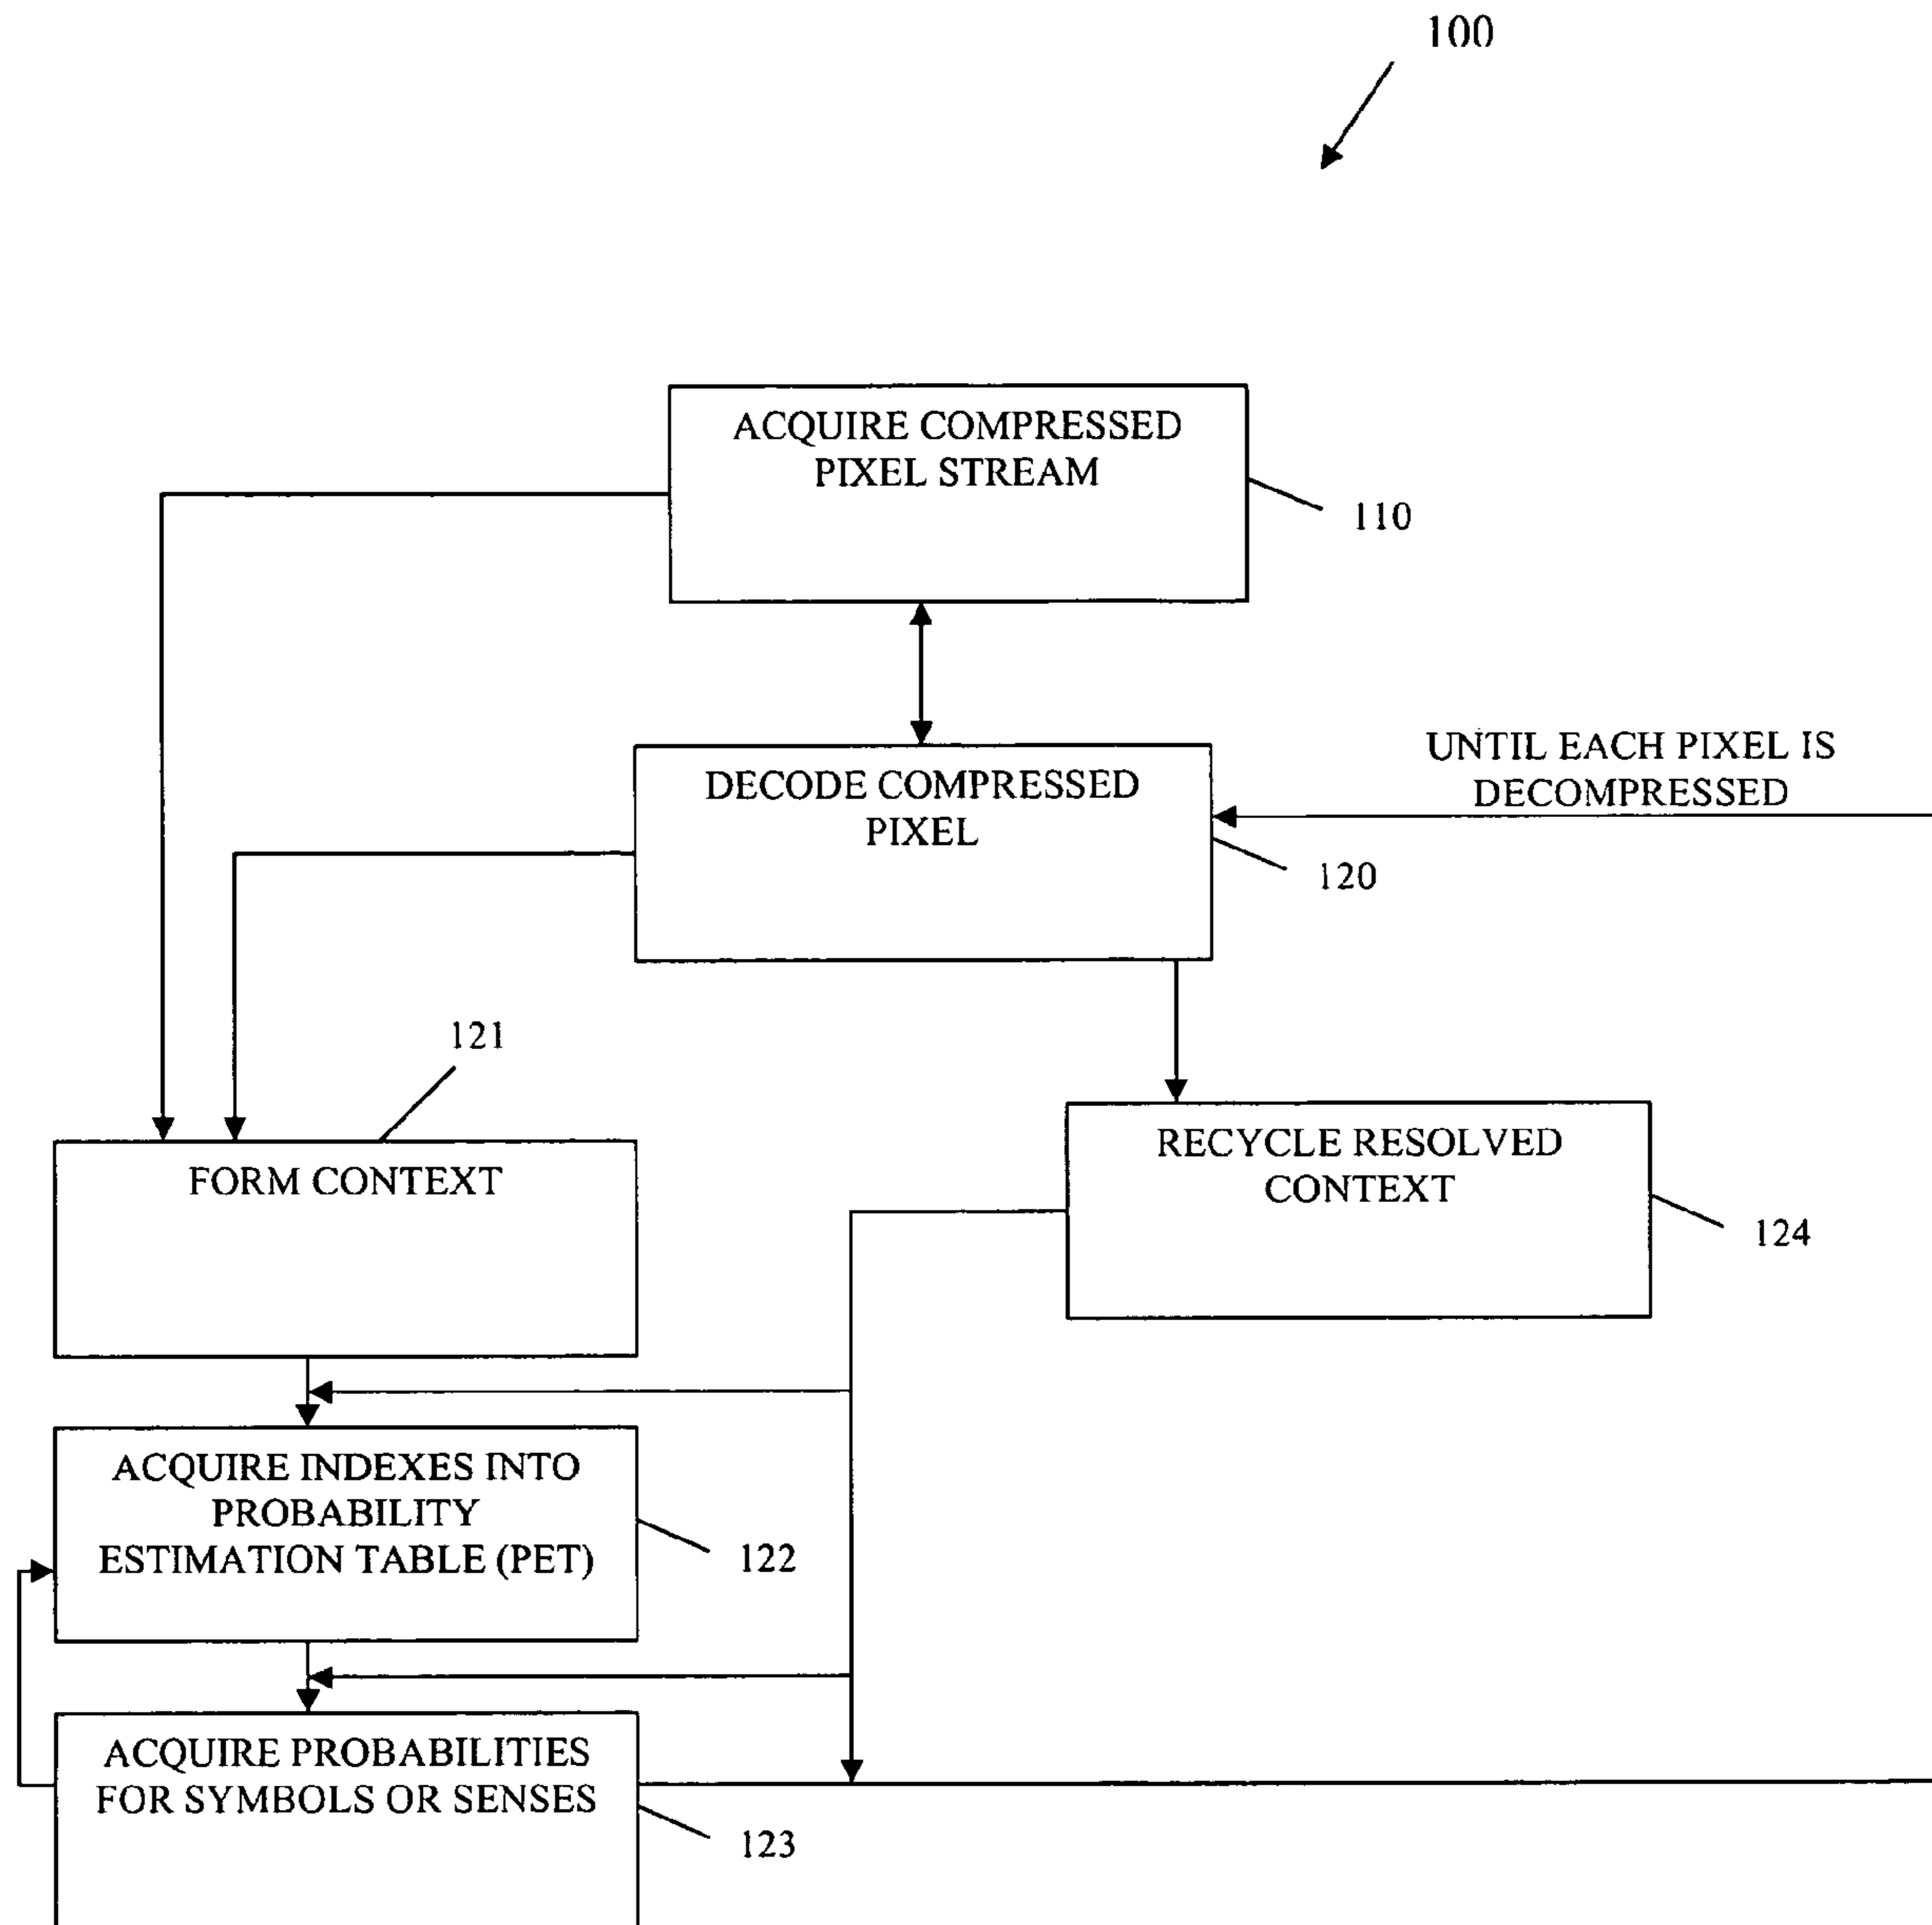 100
ACQUIRE COMPRESSED
PIXEL STREAM
110
UNTIL EACH PIXEL IS
DECOMPRESSED
DECODE COMPRESSED
PIXEL
120
121
FORM CONTEXT
RECYCLE RESOLVED
CONTEXT
124
ACQUIRE INDEXES INTO
PROBABILITY
ESTIMATION TABLE (PET)
122
ACQUIRE PROBABILITIES
FOR SYMBOLS OR SENSES
123